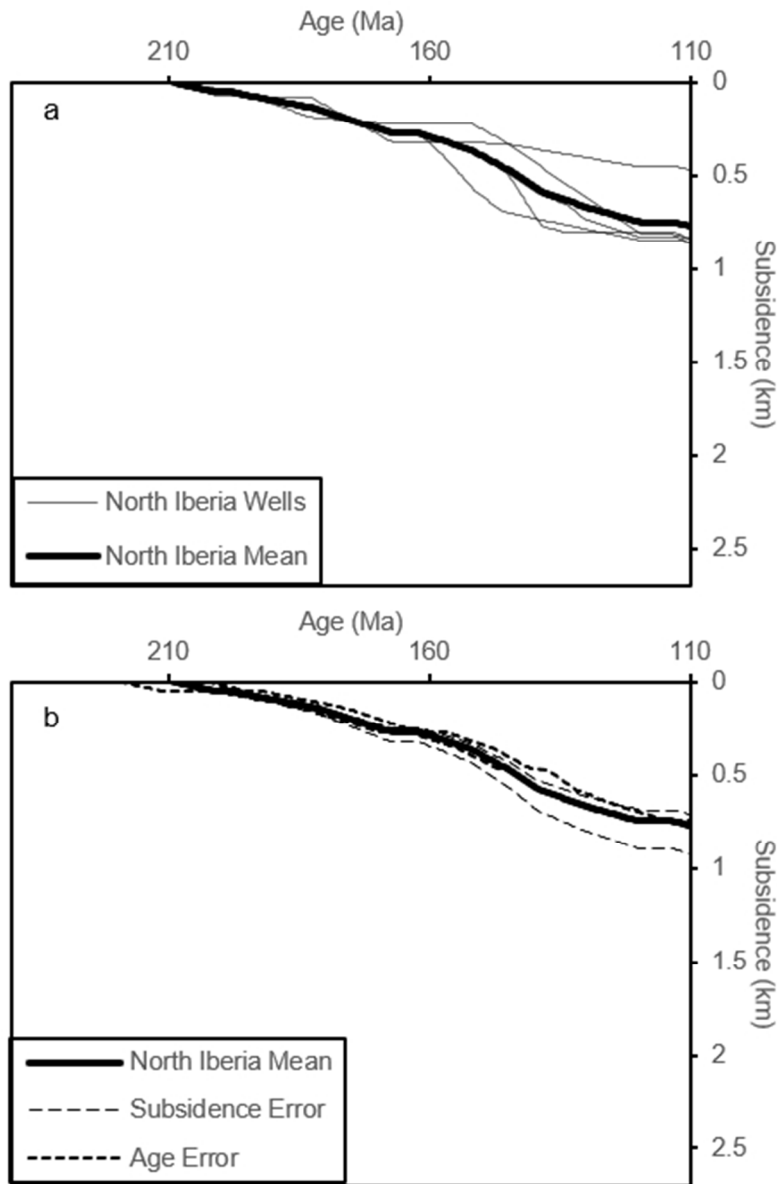 Age (Ma)
210 160 110
a
0
0.5
1
1.5
2
2.5
Subsidence (km)
North Iberia Wells
North Iberia Mean
Age (Ma)
210 160 110
b
0
0.5
1
1.5
2
2.5
Subsidence (km)
North Iberia Mean
Subsidence Error
Age Error